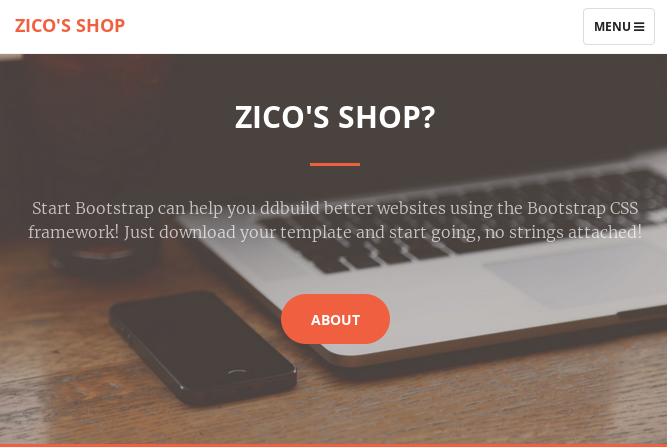 ZICO'S SHOP
MENU
ZICO'S SHOP?
Start Bootstrap can help you ddbuild better websites using the Bootstrap CSS
framework! Just download your template and start going, no strings attached!
ABOUT